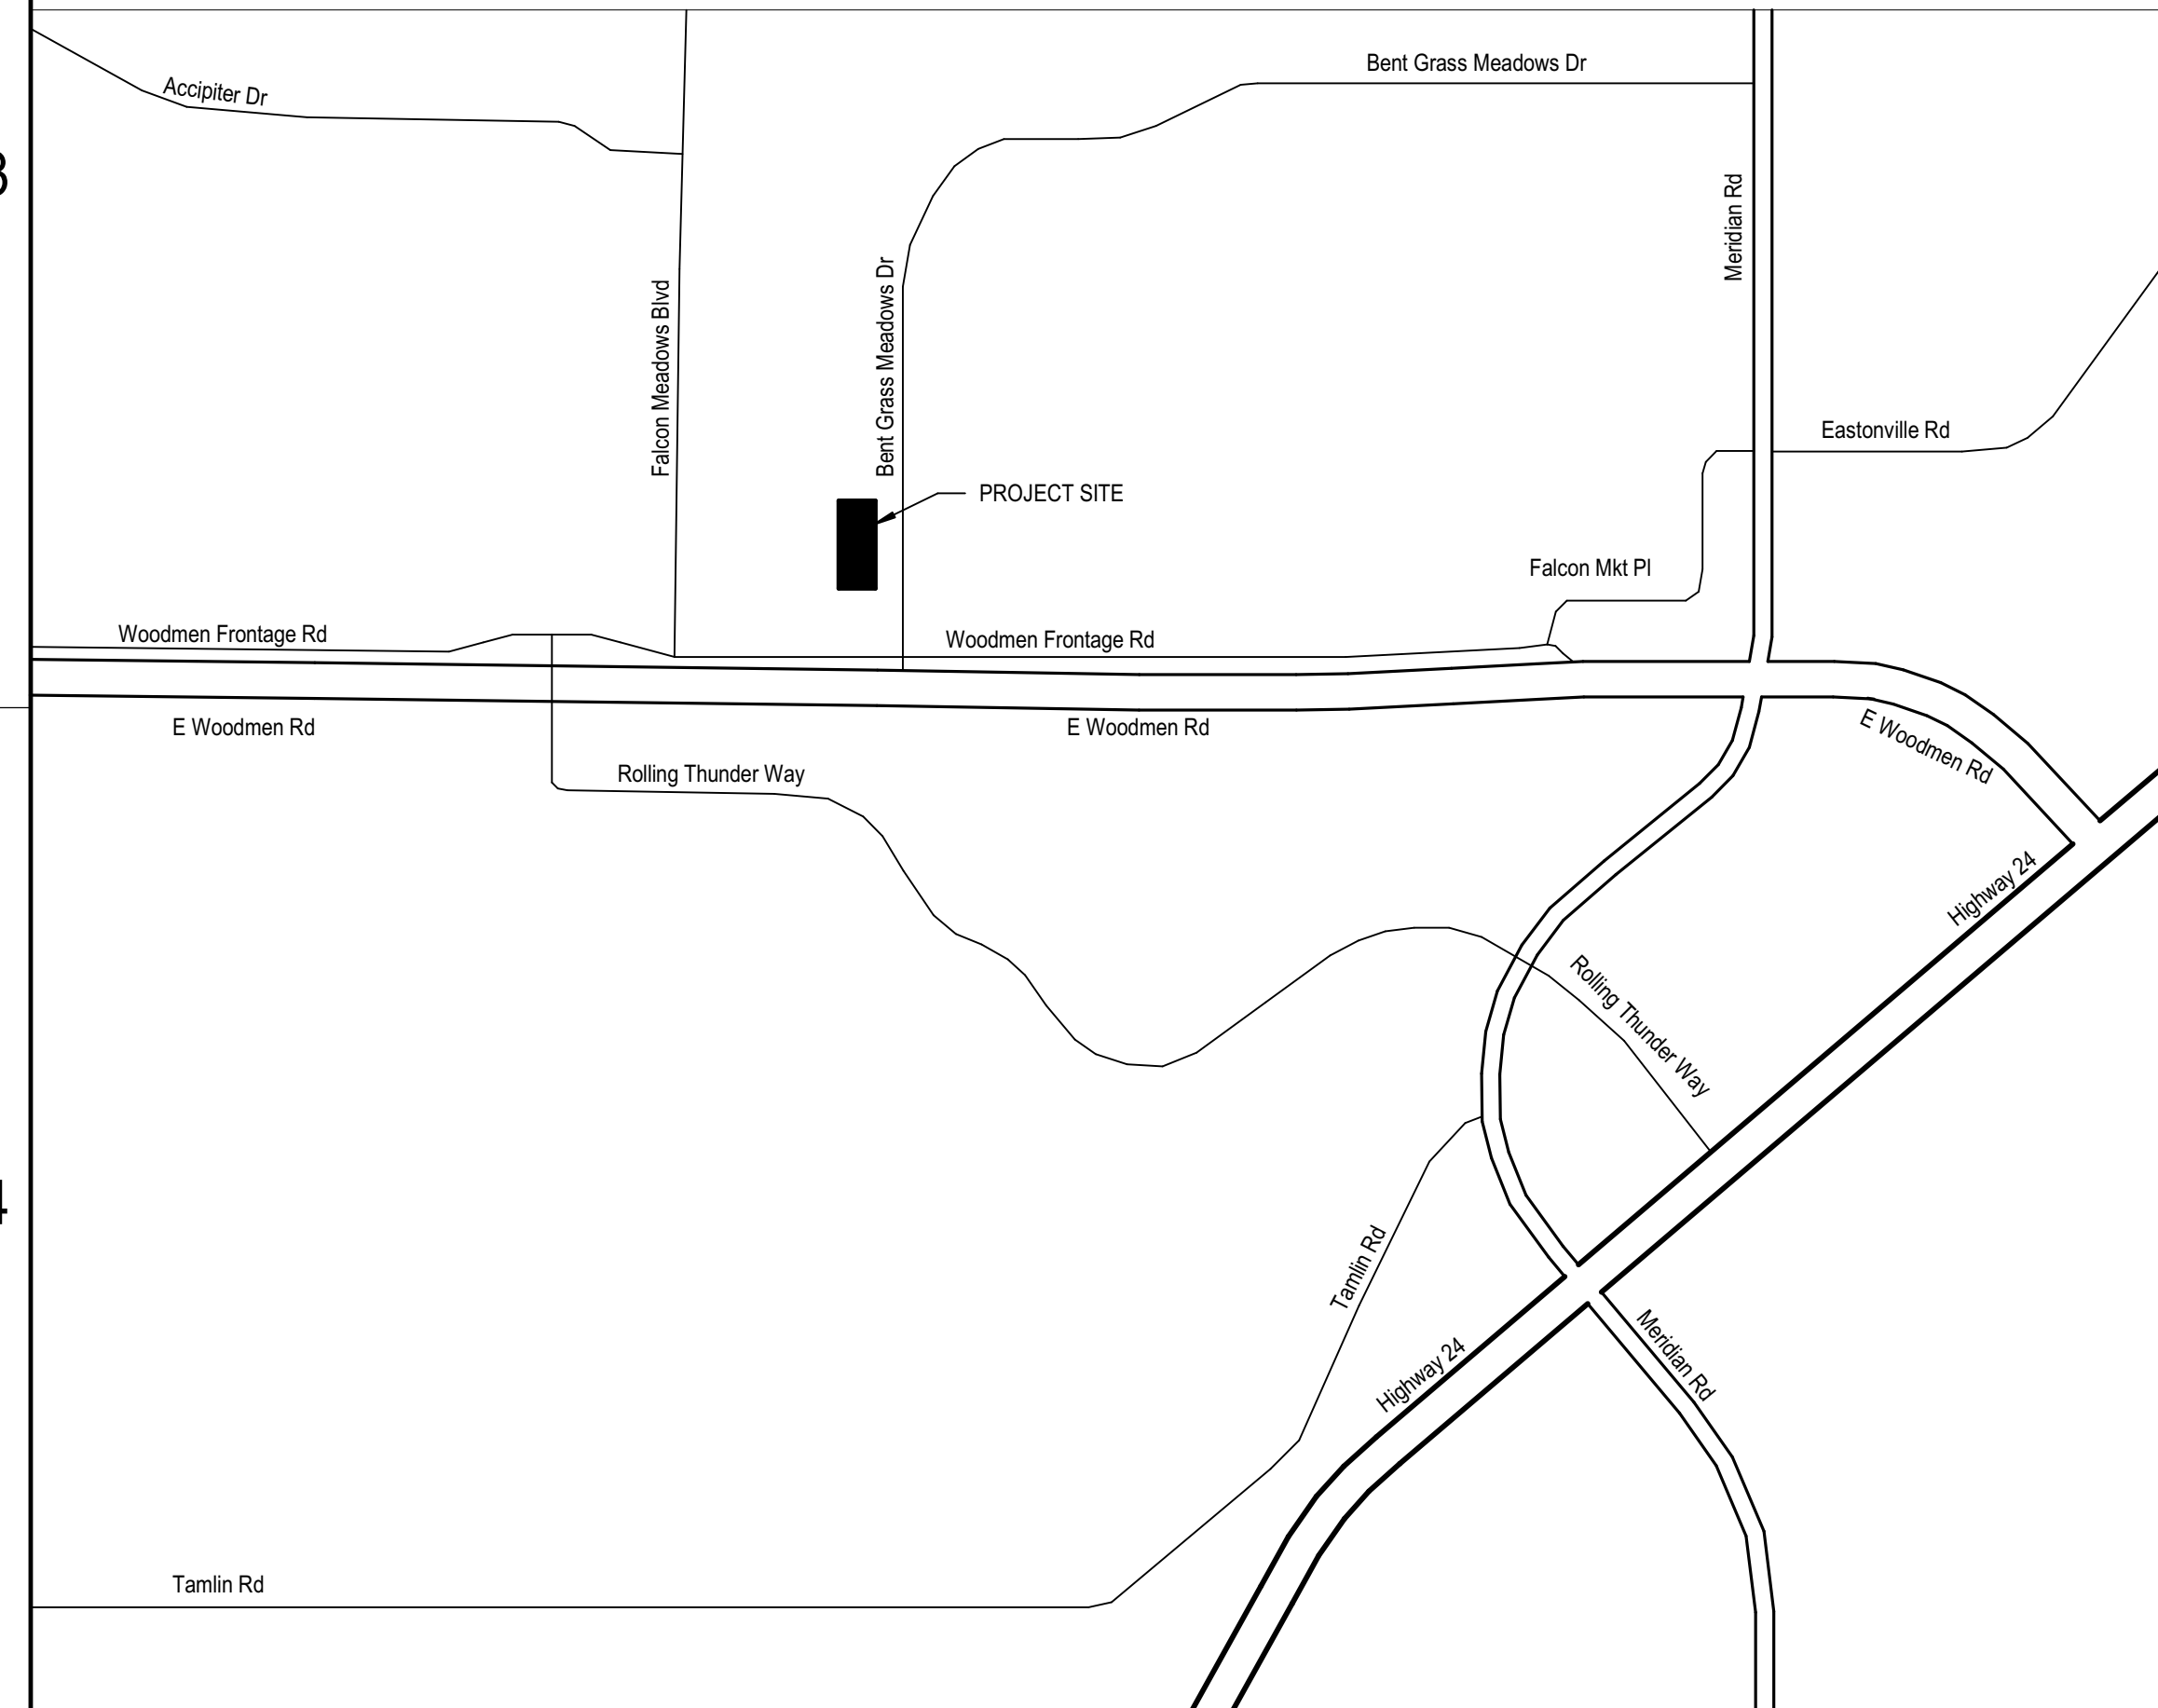 Bent Grass Meadows Dr
Accipiter Dr
Meridian Rd
Bent Grass Meadows Dr
Falcon Meadows Blvd
Eastonville Rd
PROJECT SITE
Falcon Mkt Pl
Woodmen Frontage Rd
Woodmen Frontage Rd
E Woodmen Rd
E Woodmen Rd
E Woodmen Rd
Rolling Thunder Way
Highway 24
Rolling Thunder Way
Tamlin Rd
Highway 24
Meridian Rd
Tamlin Rd